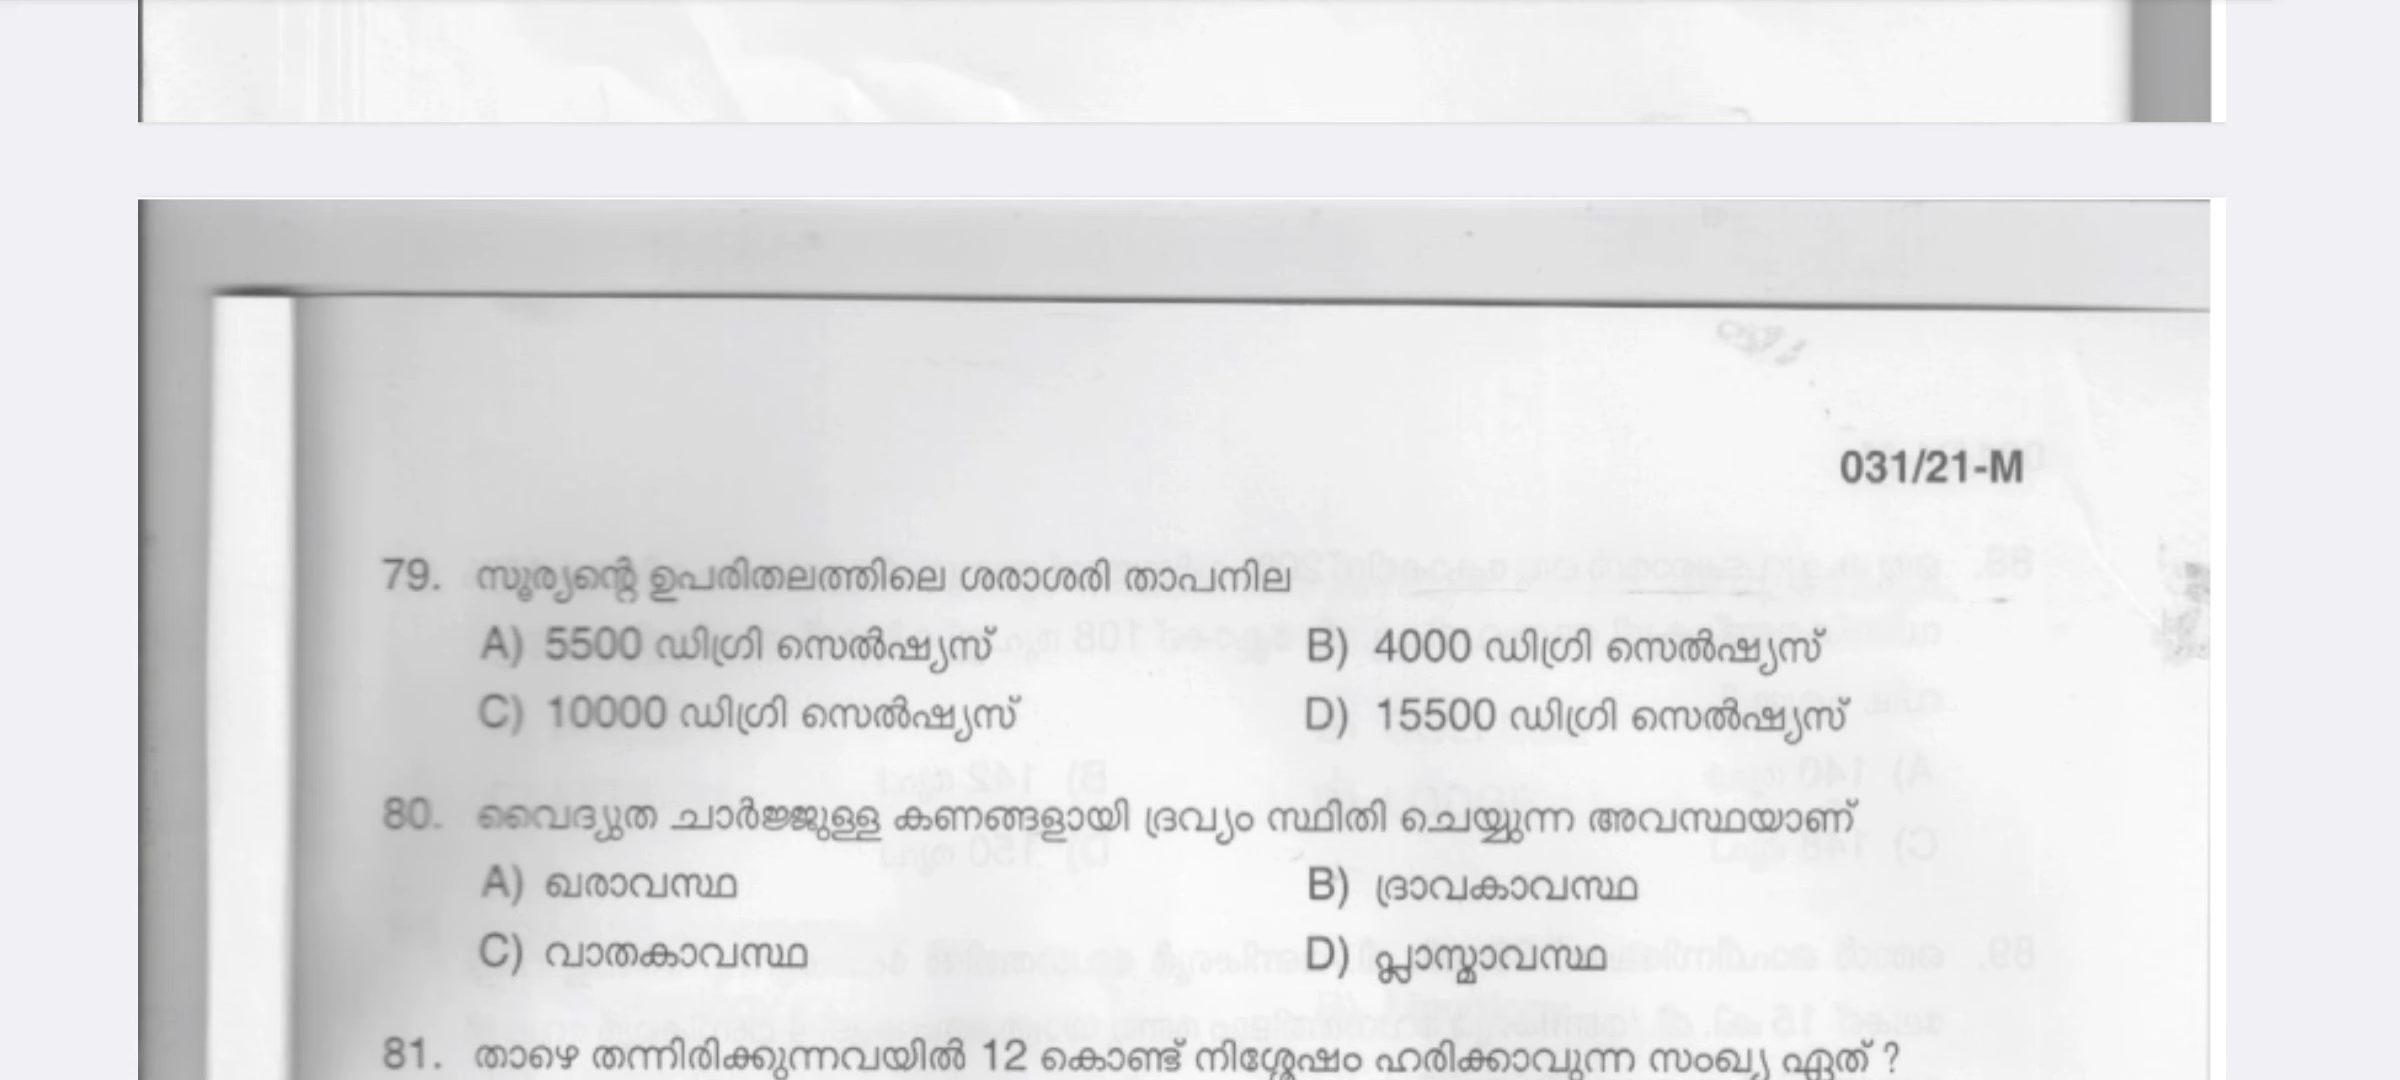 031/21-M
79. സൂര്യന്റെ ഉപരിതലത്തിലെ ശരാശരി താപനില
A) 5500 ഡിഗ്രി സെൽഷ്യസ് B) 4000 ഡിഗ്രി സെൽഷ്യസ്
C) 10000 ഡിഗ്രി സെൽഷ്യസ് D) 15500 ഡിഗ്രി സെൽഷ്യസ്
80. വൈദ്യുത ചാർജ്ജുള്ള കണങ്ങളായി ദ്രവ്യം സ്ഥിതി ചെയ്യുന്ന അവസ്ഥയാണ്
A) ഖരാവസ്ഥ B) ദ്രാവകാവസ്ഥ
C) വാതകാവസ്ഥ D) പ്ലാസ്മാവസ്ഥ
81. താഴെ തന്നിരിക്കുന്നവയിൽ 12 കൊണ്ട് നിശ്ശേഷം ഹരിക്കാവുന്ന സംഖ്യ ഏത് ?